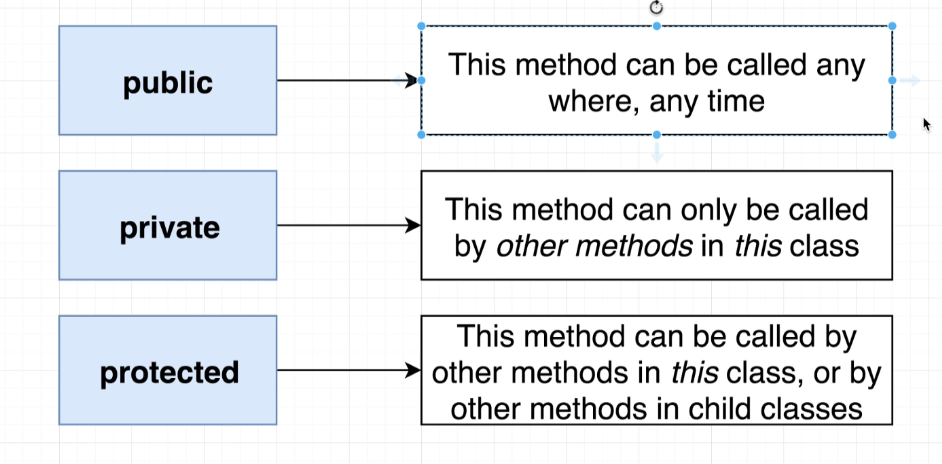 public
This method can be called any
where, any time
private
This method can only be called
by other methods in this class
protected
This method can be called by
other methods in this class, or by
other methods in child classes